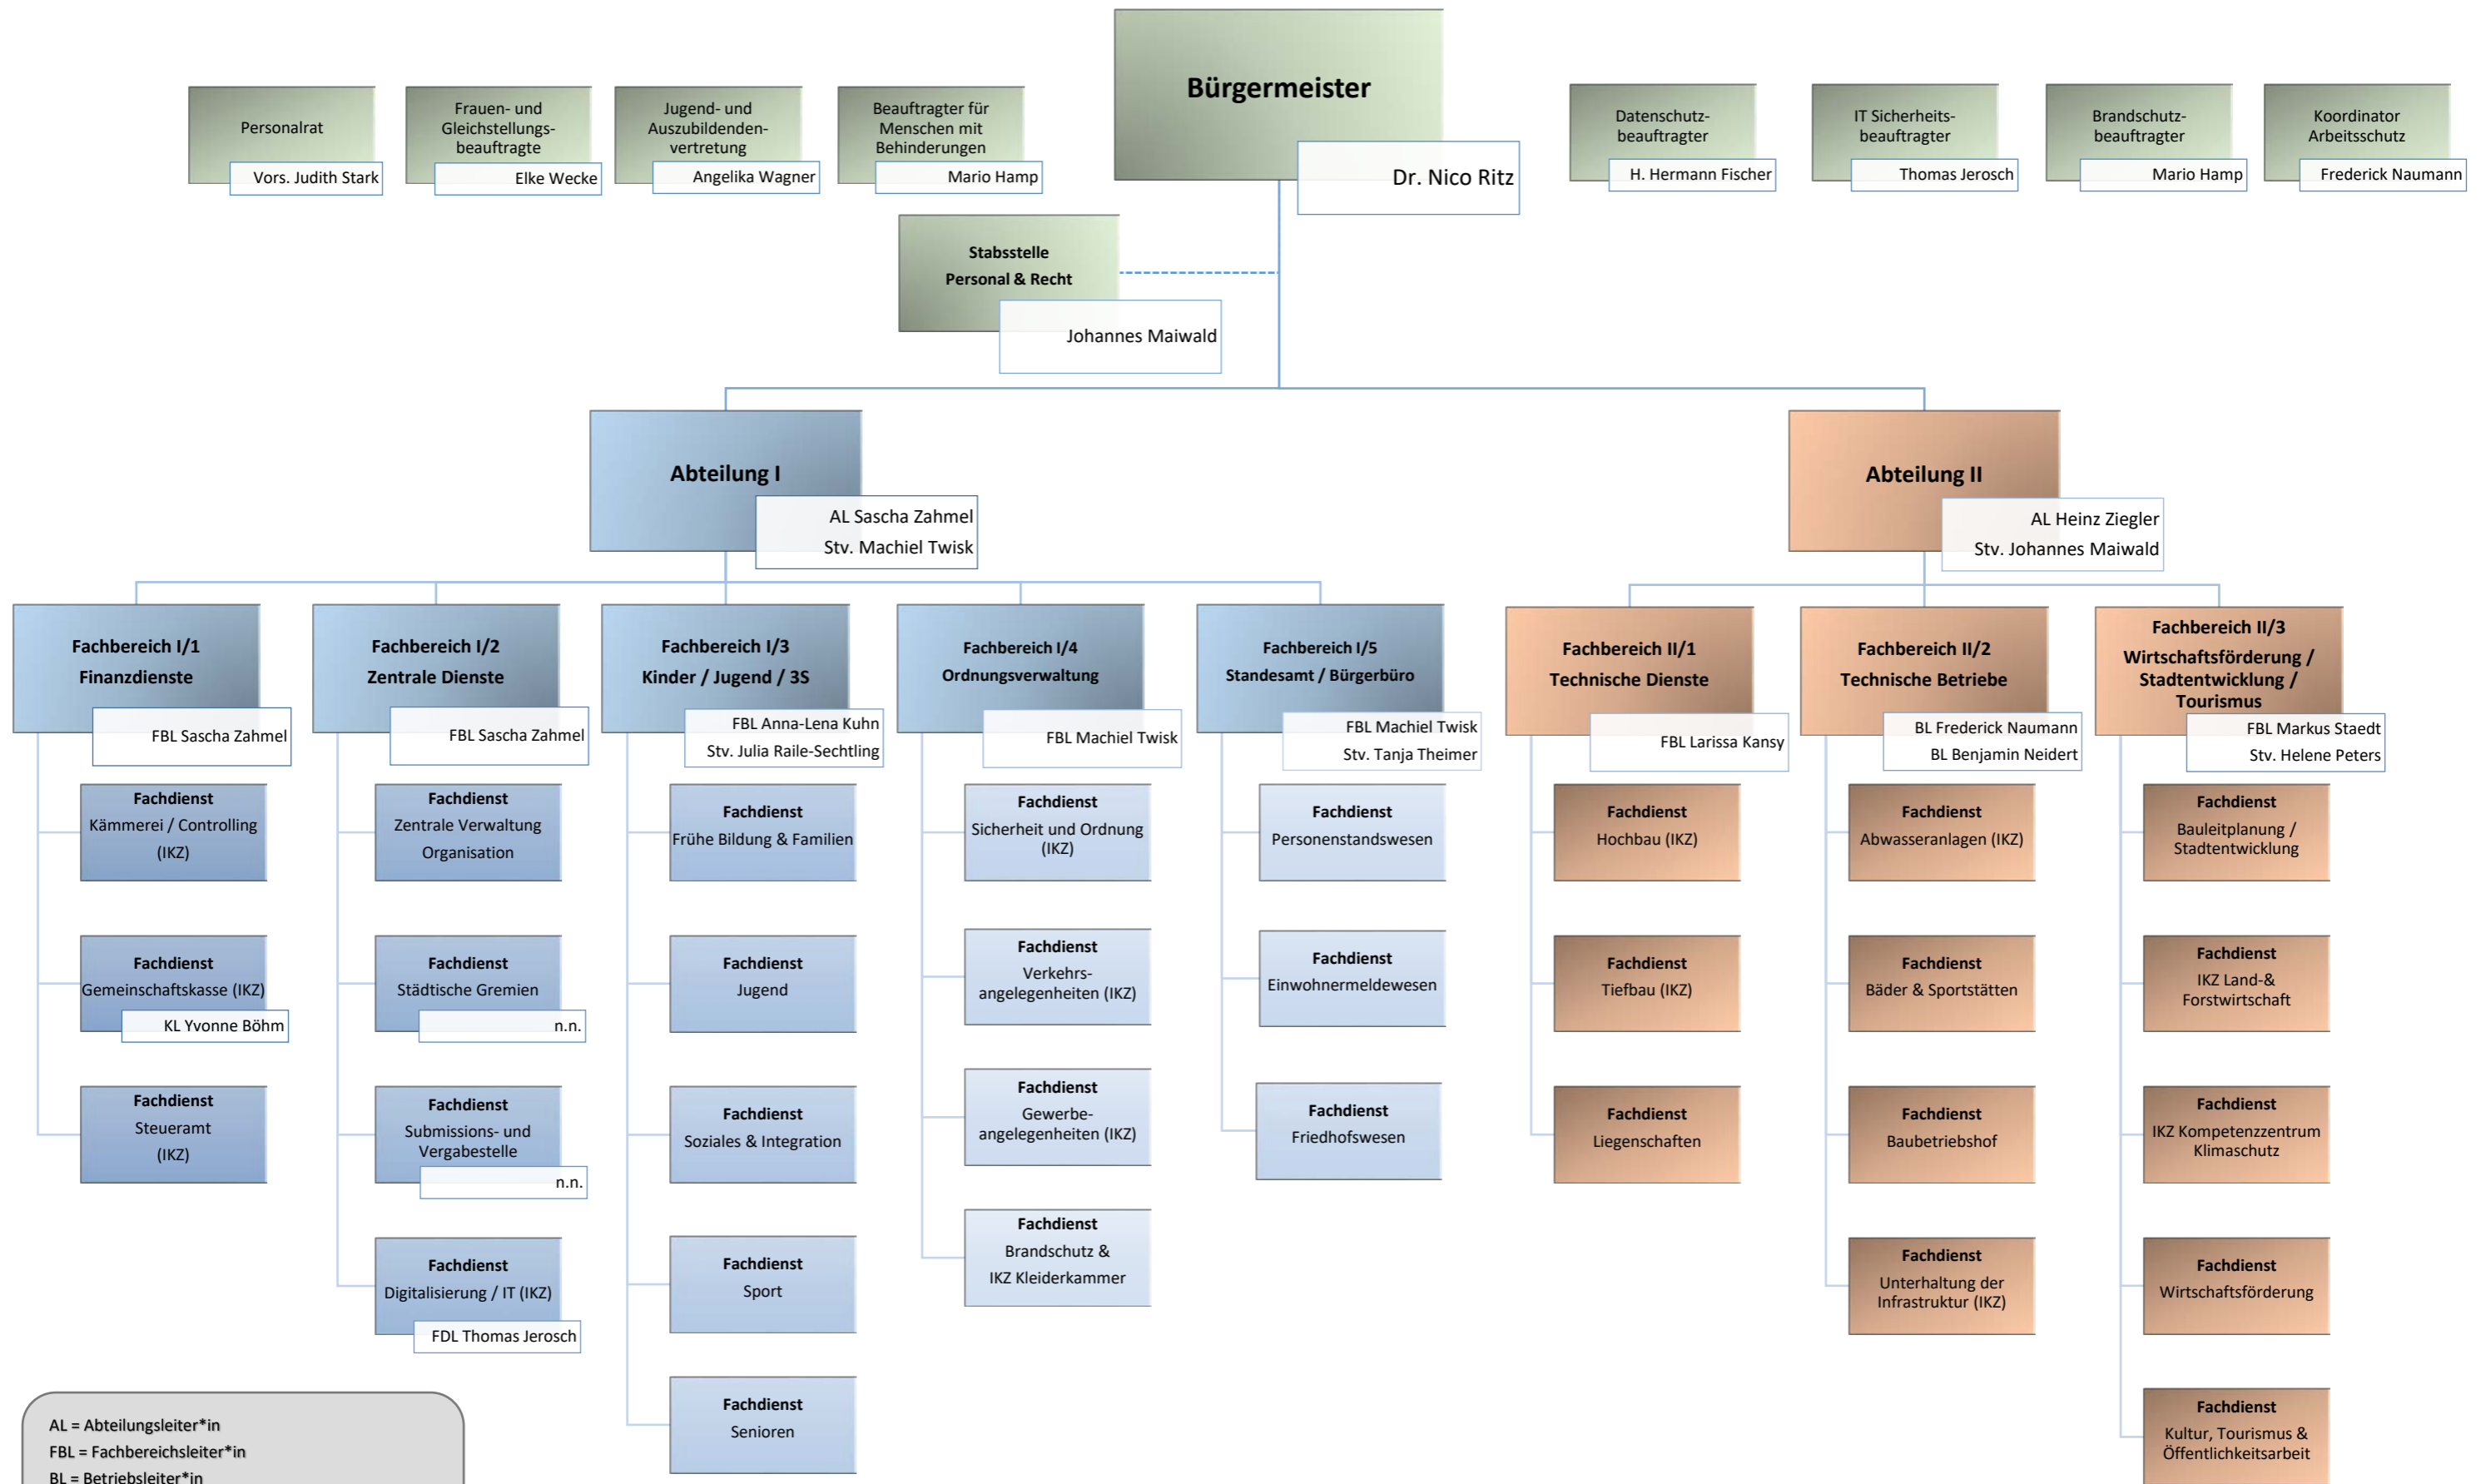 Bürgermeister
Dr. Nico Ritz
Personalrat
Vors. Judith Stark
Frauen- und
Gleichstellungs-
beauftragte
Elke Wecke
Jugend- und
Auszubildenden-
vertretung
Angelika Wagner
Beauftragter für
Menschen mit
Behinderungen
Mario Hamp
Datenschutz-
beauftragter
H. Hermann Fischer
IT Sicherheits-
beauftragter
Thomas Jerosch
Brandschutz-
beauftragter
Mario Hamp
Koordinator
Arbeitsschutz
Frederick Naumann
Stabsstelle
Personal & Recht
Johannes Maiwald
Abteilung I
AL Sascha Zahmel
Stv. Machiel Twisk
Abteilung II
AL Heinz Ziegler
Stv. Johannes Maiwald
Fachbereich I/1
Finanzdienste
FBL Sascha Zahmel
Fachdienst
Kämmerei / Controlling
(IKZ)
Fachdienst
Gemeinschaftskasse (IKZ)
KL Yvonne Böhm
Fachdienst
Steueramt
(IKZ)
Fachbereich I/2
Zentrale Dienste
FBL Sascha Zahmel
Fachdienst
Zentrale Verwaltung
Organisation
Fachdienst
Städtische Gremien
n.n.
Fachdienst
Submissions- und
Vergabestelle
n.n.
Fachdienst
Digitalisierung / IT (IKZ)
FDL Thomas Jerosch
Fachbereich I/3
Kinder / Jugend / 3S
FBL Anna-Lena Kuhn
Stv. Julia Raile-Sechtling
Fachdienst
Frühe Bildung & Familien
Fachdienst
Jugend
Fachdienst
Soziales & Integration
Fachdienst
Sport
Fachdienst
Senioren
Fachbereich I/4
Ordnungsverwaltung
FBL Machiel Twisk
Fachdienst
Sicherheit und Ordnung
(IKZ)
Fachdienst
Verkehrs-
angelegenheiten (IKZ)
Fachdienst
Gewerbe-
angelegenheiten (IKZ)
Fachdienst
Brandschutz &
IKZ Kleiderkammer
Fachbereich I/5
Standesamt / Bürgerbüro
FBL Machiel Twisk
Stv. Tanja Theimer
Fachdienst
Personenstandswesen
Fachdienst
Einwohnermeldewesen
Fachdienst
Friedhofswesen
Fachbereich II/1
Technische Dienste
FBL Larissa Kansy
Fachdienst
Hochbau (IKZ)
Fachdienst
Tiefbau (IKZ)
Fachdienst
Liegenschaften
Fachbereich II/2
Technische Betriebe
BL Frederick Naumann
BL Benjamin Neidert
Fachdienst
Abwasseranlagen (IKZ)
Fachdienst
Bäder & Sportstätten
Fachdienst
Baubetriebshof
Fachdienst
Unterhaltung der
Infrastruktur (IKZ)
Fachbereich II/3
Wirtschaftsförderung /
Stadtentwicklung /
Tourismus
FBL Markus Staedt
Stv. Helene Peters
Fachdienst
Bauleitplanung /
Stadtentwicklung
Fachdienst
IKZ Land-&
Forstwirtschaft
Fachdienst
IKZ Kompetenzzentrum
Klimaschutz
Fachdienst
Wirtschaftsförderung
Fachdienst
Kultur, Tourismus &
Öffentlichkeitsarbeit
AL = Abteilungsleiter*in
FBL = Fachbereichsleiter*in
BL = Betriebsleiter*in